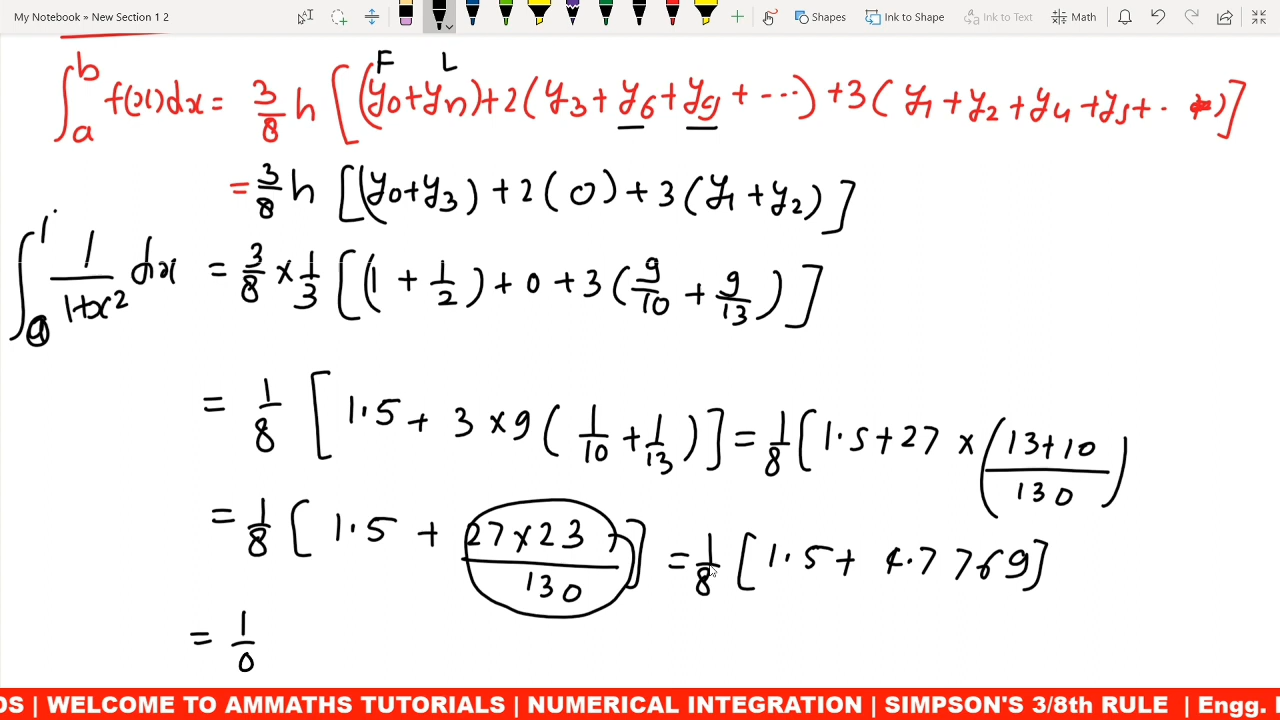 My Notebook » New Section 1 2
Shapes Ink to Shape Ink to Text Math
F L
∫_a^b f(x)dx = 3/8 h [(y0+yn)+2(y3+y6+y9+...)+3(y1+y2+y4+y5+..)]
= 3/8 h [(y0+y3)+2(0)+3(y1+y2)]
∫_0^1 1/(1+x²) dx = 3/8 × 1/3 [(1+1/2)+0+3(9/10+9/13)]
= 1/8 [1.5+3×9(1/10+1/13)] = 1/8 [1.5+27×((13+10)/130)
= 1/8 [1.5+(27×23)/130] = 1/8 [1.5+4.7769]
= 1/0
OS | WELCOME TO AMMATHS TUTORIALS | NUMERICAL INTEGRATION | SIMPSON'S 3/8th RULE | Engg.